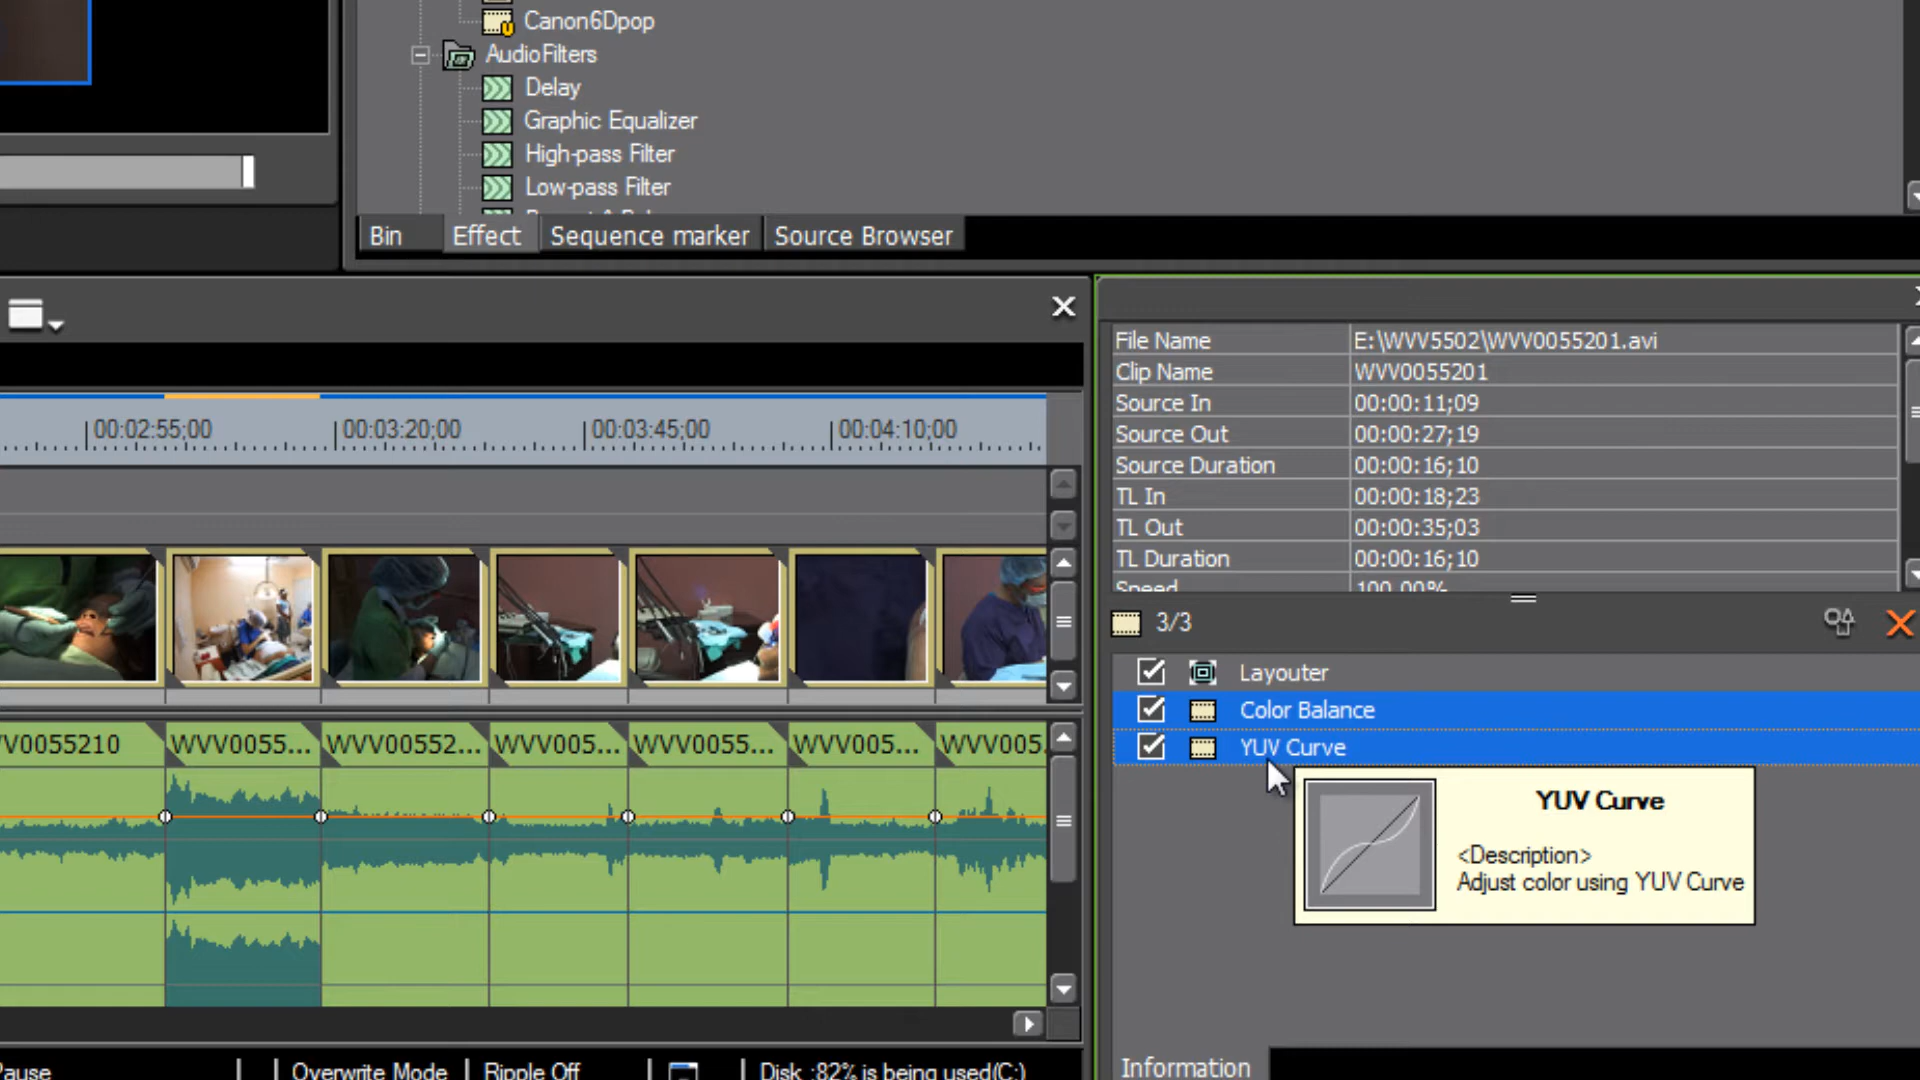 Canon6Dpop
AudioFilters
Delay
Graphic Equalizer
High-pass Filter
Low-pass Filter
Bin
Effect
Sequence marker
Source Browser
File Name E:\WVV5502\WVV0055201.avi
Clip Name WVV0055201
Source In 00:00:11;09
Source Out 00:00:27;19
Source Duration 00:00:16;10
TL In 00:00:18;23
TL Out 00:00:35;03
TL Duration 00:00:16;10
Speed 100.00%
00:02:55;00
00:03:20;00
00:03:45;00
00:04:10;00
3/3
Layouter
Color Balance
YUV Curve
YUV Curve
<Description>
Adjust color using YUV Curve
VV0055210
WVV0055...
WVV00552...
WVV005...
WVV0055...
WVV005...
WVV005.
Information
Pause
Overwrite Mode
Ripple Off
Disk :82% is being used(C:)